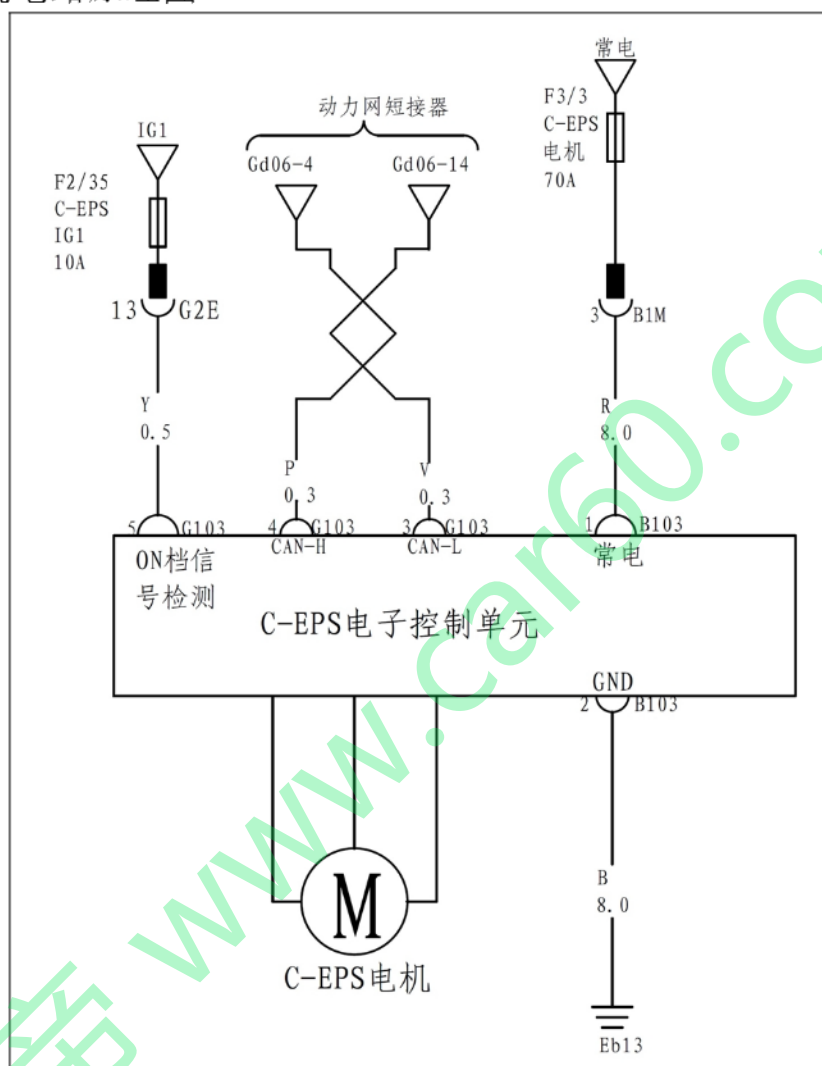 常电
F3/3
C-EPS
电机
70A
动力网短接器
IG1
Gd06-4
Gd06-14
F2/35
C-EPS
IG1
10A
13
G2E
3
B1M
Y
0.5
R
8.0
P
0.3
V
0.3
5
G103
4
G103
3
G103
1
B103
CAN-H
CAN-L
常电
ON档信
号检测
C-EPS电子控制单元
GND
2
B103
M
B
8.0
C-EPS电机
Eb13
www.car60.co